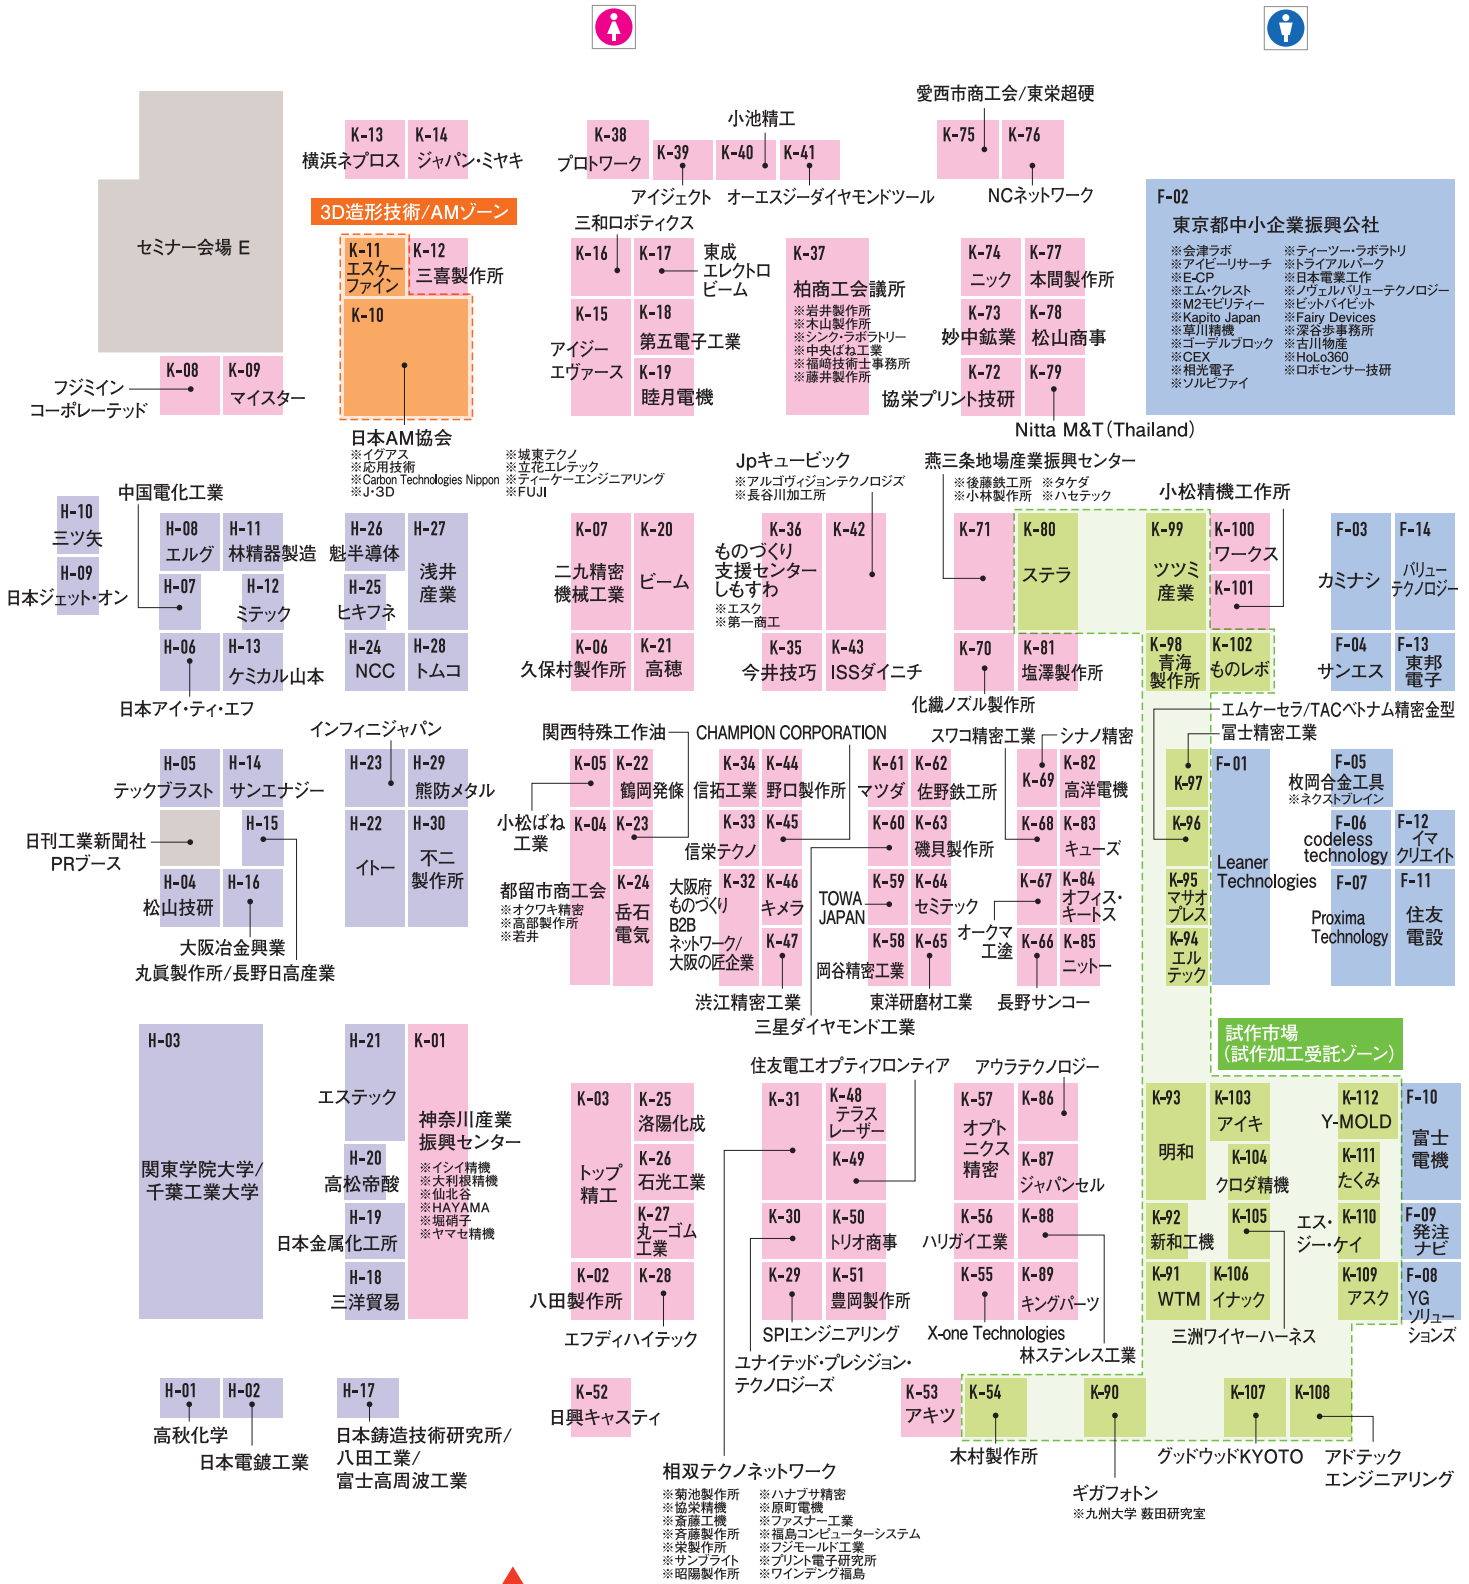 愛西市商工会/東栄超硬
小池精工
K-13
横浜ネプロス
K-14
ジャパン・ミヤキ
K-38
プロトワーク
K-39
アイジェクト
K-40
K-41
オーエスジーダイヤモンドツール
K-75
K-76
NCネットワーク
セミナー会場 E
3D造形技術/AMゾーン
K-11
エスケー
ファイン
K-12
三喜製作所
K-10
三和ロボティクス
K-16
K-17
東成
エレクトロ
ビーム
K-15
アイジー
エヴァース
K-18
第五電子工業
K-19
睦月電機
K-37
柏商工会議所
※岩井製作所
※木山製作所
※シンク・ラボラトリー
※中央ばね工業
※福﨑技術士事務所
※藤井製作所
K-74
ニック
K-77
本間製作所
K-73
妙中鉱業
K-78
松山商事
K-72
協栄プリント技研
K-79
Nitta M&T(Thailand)
F-02
東京都中小企業振興公社
※会津ラボ
※アイビーリサーチ
※E-CP
※エム・クレスト
※M2モビリティー
※Kapito Japan
※草川精機
※ゴーデルブロック
※CEX
※相光電子
※ソルビファイ
※ティーツー・ラボラトリ
※トライアルパーク
※日本電業工作
※ノヴェルバリューテクノロジー
※ビットバイビット
※Fairy Devices
※深谷歩事務所
※古川物産
※HoLo360
※ロボセンサー技研
K-08
フジミイン
コーポレーテッド
K-09
マイスター
日本AM協会
※イグアス
※応用技術
※Carbon Technologies Nippon
※J・3D
※城東テクノ
※立花エレテック
※ティーケーエンジニアリング
※FUJI
Jpキュービック
※アルゴヴィジョンテクノロジズ
※長谷川加工所
燕三条地場産業振興センター
※後藤鉄工所
※小林製作所
※タケダ
※ハセテック
小松精機工作所
中国電化工業
H-10
三ツ矢
H-09
日本ジェット・オン
H-08
エルグ
H-11
林精器製造
H-07
H-12
ミテック
H-06
H-13
ケミカル山本
日本アイ・ティ・エフ
H-26
魁半導体
H-27
浅井
産業
H-25
ヒキフネ
H-24
NCC
H-28
トムコ
K-07
二九精密
機械工業
K-20
ビーム
K-06
久保村製作所
K-21
高穂
K-36
ものづくり
支援センター
しもすわ
※エスク
※第一商工
K-42
K-35
今井技巧
K-43
ISSダイニチ
K-71
K-80
ステラ
K-70
化繊ノズル製作所
K-81
塩澤製作所
K-99
ツツミ
産業
K-100
ワークス
K-101
K-98
青海
製作所
K-102
ものレボ
F-03
カミナシ
F-14
バリュー
テクノロジー
F-04
サンエス
F-13
東邦
電子
インフィニジャパン
関西特殊工作油
CHAMPION CORPORATION
スワコ精密工業
シナノ精密
エムケーセラ/TACベトナム精密金型
富士精密工業
H-05
テックブラスト
H-14
サンエナジー
日刊工業新聞社
PRブース
H-15
H-04
松山技研
H-16
大阪冶金興業
丸眞製作所/長野日高産業
H-23
H-29
熊防メタル
H-22
イトー
H-30
不二
製作所
K-05
小松ばね
工業
K-22
鶴岡発條
K-04
都留市商工会
※オクワキ精密
※高部製作所
※若井
K-23
K-24
岳石
電気
K-34
信拓工業
K-44
野口製作所
K-33
信栄テクノ
K-45
K-32
大阪府
ものづくり
B2B
ネットワーク/
大阪の匠企業
K-46
キメラ
K-47
渋江精密工業
K-61
マツダ
K-62
佐野鉄工所
K-60
三星ダイヤモンド工業
K-63
磯貝製作所
K-59
TOWA
JAPAN
K-64
セミテック
K-58
岡谷精密工業
K-65
東洋研磨材工業
K-69
K-82
高洋電機
K-68
K-83
キューズ
K-67
オークマ
工塗
K-84
オフィス・
キートス
K-66
長野サンコー
K-85
ニットー
K-97
K-96
K-95
マサオ
プレス
K-94
エル
テック
F-01
Leaner
Technologies
F-05
枚岡合金工具
※ネクストブレイン
F-06
codeless
technology
F-12
イマ
クリエイト
F-07
Proxima
Technology
F-11
住友
電設
試作市場
(試作加工受託ゾーン)
H-03
関東学院大学/
千葉工業大学
H-21
エステック
K-01
神奈川産業
振興センター
※イシイ精機
※大利根精機
※仙北谷
※HAYAMA
※堀硝子
※ヤマセ精機
H-20
高松帝酸
H-19
日本金属化工所
H-18
三洋貿易
K-03
トップ
精工
K-25
洛陽化成
K-26
石光工業
K-27
丸一ゴム
工業
K-02
八田製作所
K-28
エフディハイテック
住友電工オプティフロンティア
アウラテクノロジー
K-31
K-48
テラス
レーザー
K-49
K-30
K-50
トリオ商事
K-29
SPIエンジニアリング
K-51
豊岡製作所
ユナイテッド・プレシジョン・
テクノロジーズ
K-57
オプト
ニクス
精密
K-86
K-87
ジャパンセル
K-56
ハリガイ工業
K-88
K-55
X-one Technologies
K-89
キングパーツ
林ステンレス工業
K-93
明和
K-103
アイキ
K-104
クロダ精機
K-92
新和工機
K-105
K-91
WTM
K-106
イナック
三洲ワイヤーハーネス
K-112
Y-MOLD
K-111
たくみ
K-110
エス・
ジー・ケイ
K-109
アスク
F-10
富士
電機
F-09
発注
ナビ
F-08
YG
ソリュー
ションズ
H-01
高秋化学
H-02
日本電鍍工業
H-17
日本鋳造技術研究所/
八田工業/
富士高周波工業
K-52
日興キャスティ
K-53
アキツ
K-54
木村製作所
K-90
ギガフォトン
※九州大学 薮田研究室
K-107
グッドウッドKYOTO
K-108
アドテック
エンジニアリング
相双テクノネットワーク
※菊池製作所
※協栄精機
※斎藤工機
※斉藤製作所
※栄製作所
※サンブライト
※昭陽製作所
※ハナブサ精密
※原町電機
※ファスナー工業
※福島コンピューターシステム
※フジモールド工業
※プリント電子研究所
※ワインデング福島